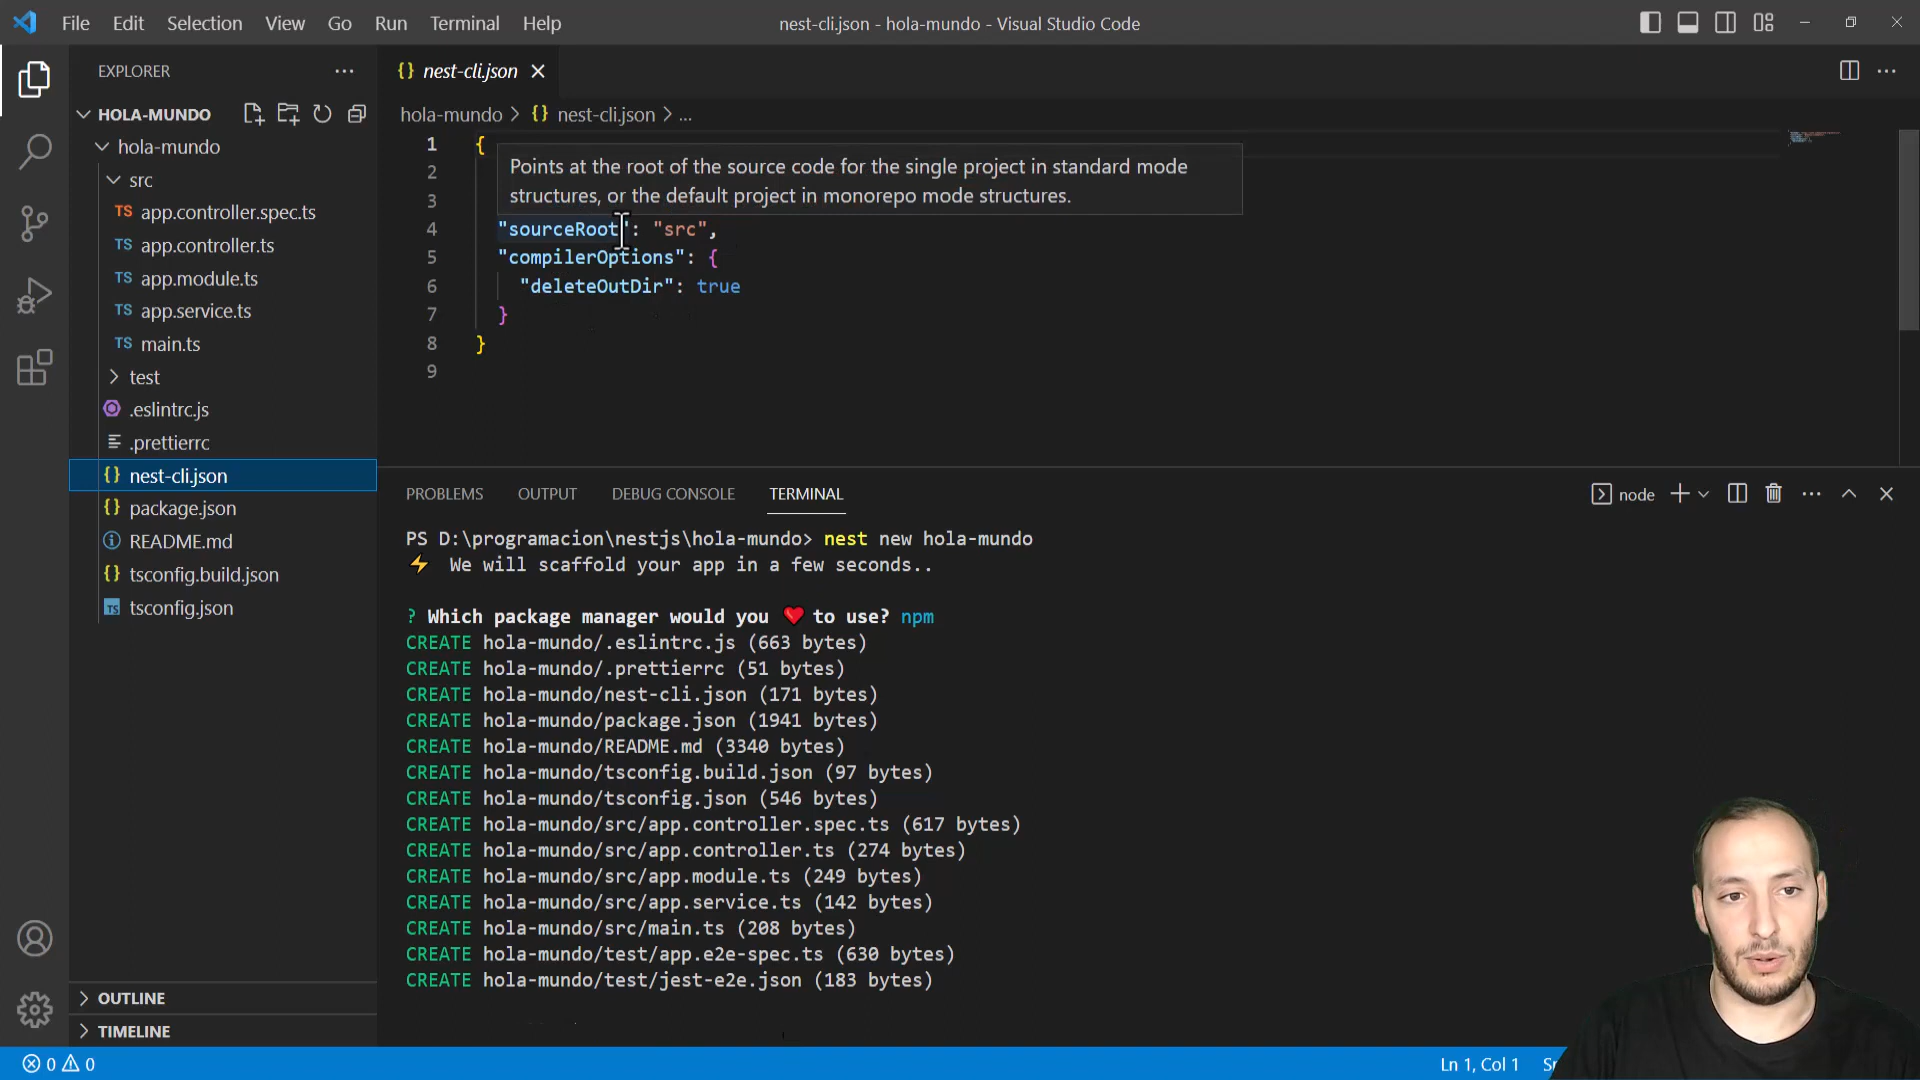 File Edit Selection View Go Run Terminal Help
nest-cli.json - hola-mundo - Visual Studio Code
EXPLORER
HOLA-MUNDO
hola-mundo
src
TS app.controller.spec.ts
TS app.controller.ts
TS app.module.ts
TS app.service.ts
TS main.ts
test
.eslintrc.js
.prettierrc
{} nest-cli.json
{} package.json
README.md
{} tsconfig.build.json
TS tsconfig.json
OUTLINE
TIMELINE
{} nest-cli.json
hola-mundo > {} nest-cli.json > ...
1 {
2
3
Points at the root of the source code for the single project in standard mode
structures, or the default project in monorepo mode structures.
4 "sourceRoot": "src",
5 "compilerOptions": {
6 "deleteOutDir": true
7 }
8 }
9
PROBLEMS OUTPUT DEBUG CONSOLE TERMINAL
node
PS D:\programacion\nestjs\hola-mundo> nest new hola-mundo
⚡ We will scaffold your app in a few seconds..
? Which package manager would you ❤️ to use? npm
CREATE hola-mundo/.eslintrc.js (663 bytes)
CREATE hola-mundo/.prettierrc (51 bytes)
CREATE hola-mundo/nest-cli.json (171 bytes)
CREATE hola-mundo/package.json (1941 bytes)
CREATE hola-mundo/README.md (3340 bytes)
CREATE hola-mundo/tsconfig.build.json (97 bytes)
CREATE hola-mundo/tsconfig.json (546 bytes)
CREATE hola-mundo/src/app.controller.spec.ts (617 bytes)
CREATE hola-mundo/src/app.controller.ts (274 bytes)
CREATE hola-mundo/src/app.module.ts (249 bytes)
CREATE hola-mundo/src/app.service.ts (142 bytes)
CREATE hola-mundo/src/main.ts (208 bytes)
CREATE hola-mundo/test/app.e2e-spec.ts (630 bytes)
CREATE hola-mundo/test/jest-e2e.json (183 bytes)
0 0
Ln 1, Col 1